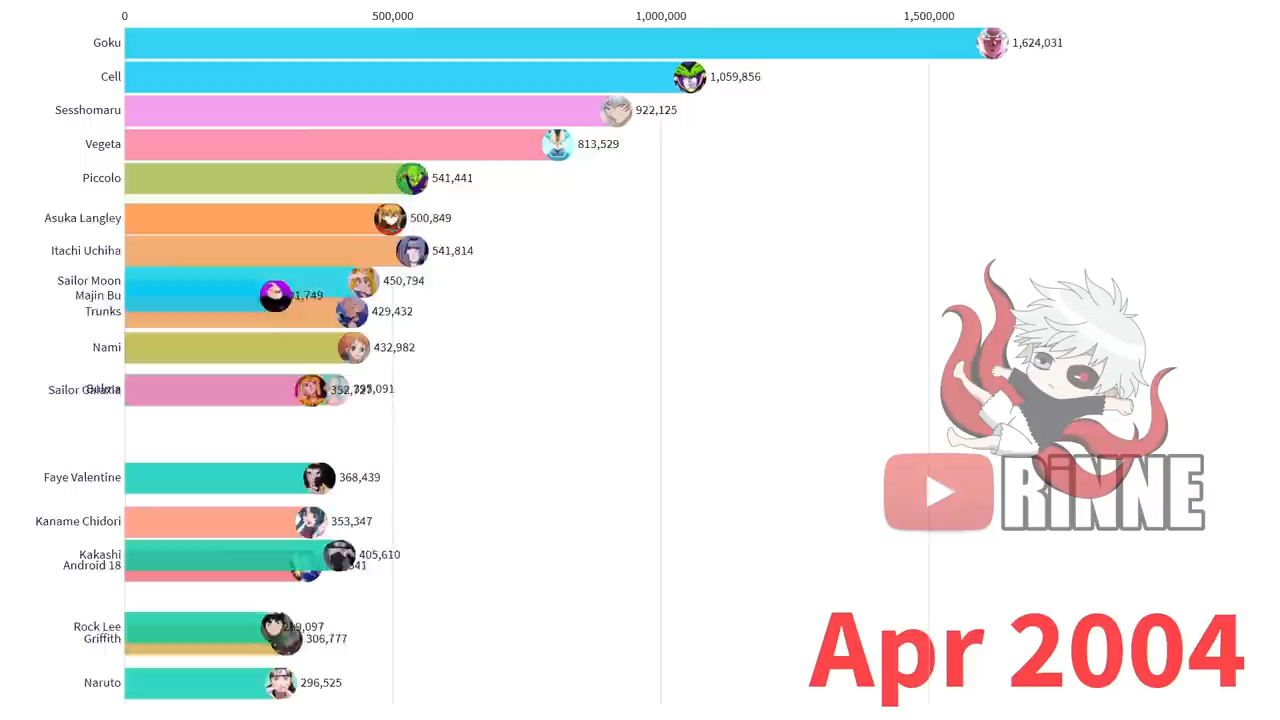 0 500,000 1,000,000 1,500,000
Goku 1,624,031
Cell 1,059,856
Sesshomaru 922,125
Vegeta 813,529
Piccolo 541,441
Asuka Langley 500,849
Itachi Uchiha 541,814
Sailor Moon 450,794
Majin Bu
Trunks 429,432
Nami 432,982
Sailor Galaxia
Faye Valentine 368,439
Kaname Chidori 353,347
Kakashi 405,610
Android 18
Rock Lee
Griffith 306,777
Naruto 296,525
RiNNE
Apr 2004